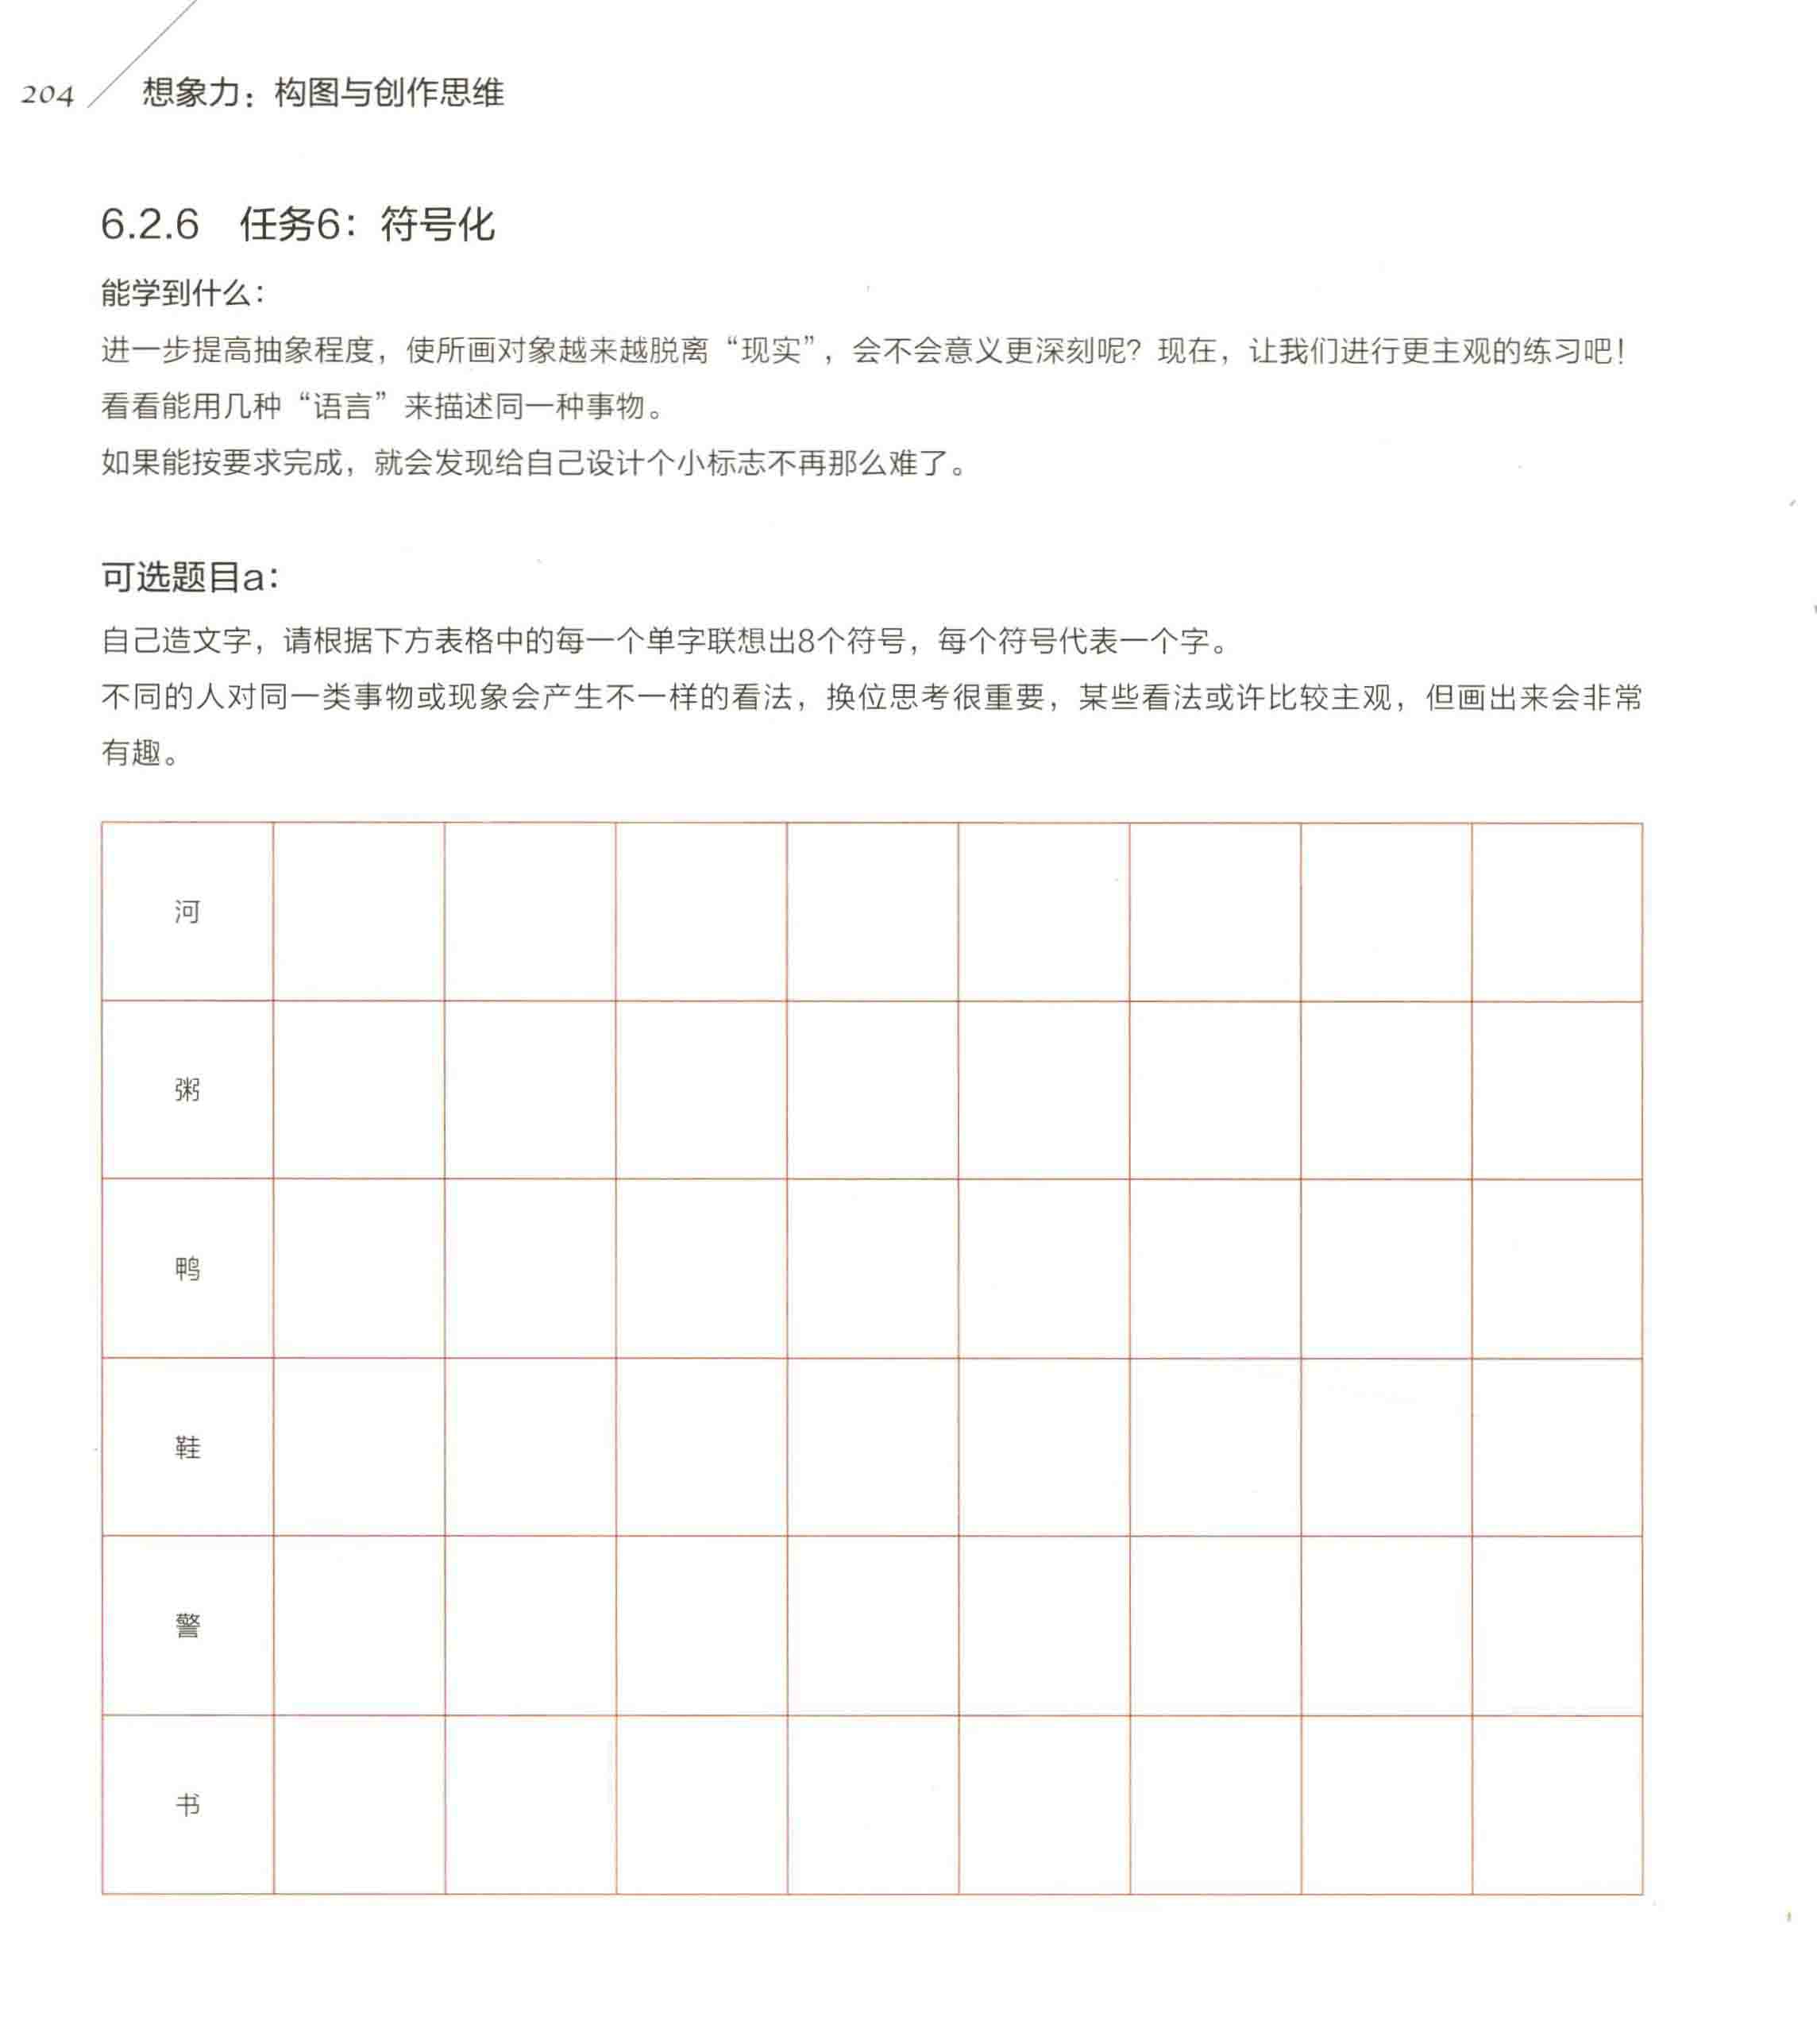 204
想象力：构图与创作思维
6.2.6 任务6：符号化
能学到什么：
进一步提高抽象程度，使所画对象越来越脱离“现实”，会不会意义更深刻呢？现在，让我们进行更主观的练习吧！
看看能用几种“语言”来描述同一种事物。
如果能按要求完成，就会发现给自己设计个小标志不再那么难了。
可选题目a：
自己造文字，请根据下方表格中的每一个单字联想出8个符号，每个符号代表一个字。
不同的人对同一类事物或现象会产生不一样的看法，换位思考很重要，某些看法或许比较主观，但画出来会非常
有趣。
河
粥
鸭
鞋
警
书